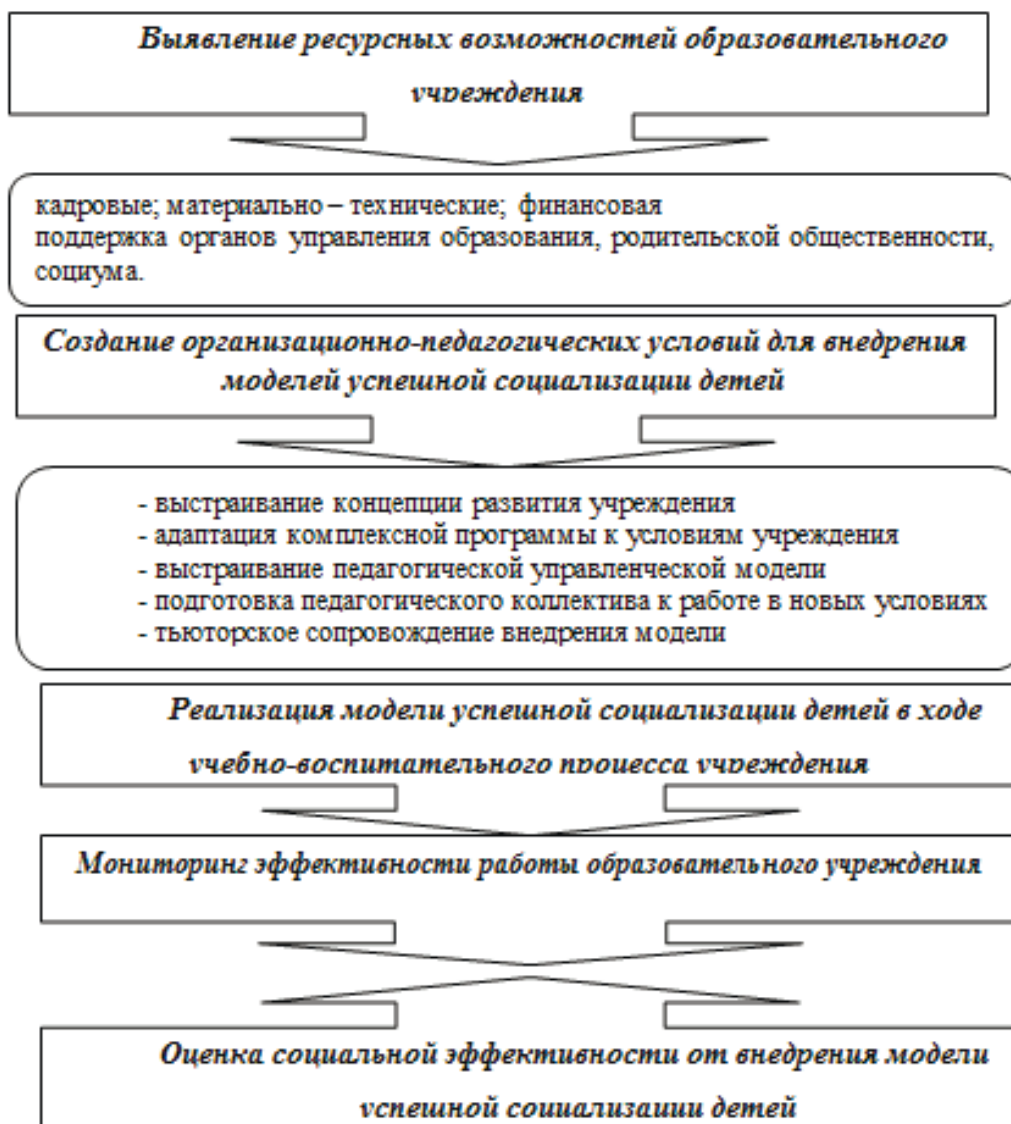 Выявление ресурсных возможностей образовательного
учреждения
кадровые; материально – технические; финансовая
поддержка органов управления образования, родительской общественности,
социума.
Создание организационно-педагогических условий для внедрения
моделей успешной социализации детей
- выстраивание концепции развития учреждения
- адаптация комплексной программы к условиям учреждения
- выстраивание педагогической управленческой модели
- подготовка педагогического коллектива к работе в новых условиях
- тьюторское сопровождение внедрения модели
Реализация модели успешной социализации детей в ходе
учебно-воспитательного процесса учреждения
Мониторинг эффективности работы образовательного учреждения
Оценка социальной эффективности от внедрения модели
успешной социализации детей